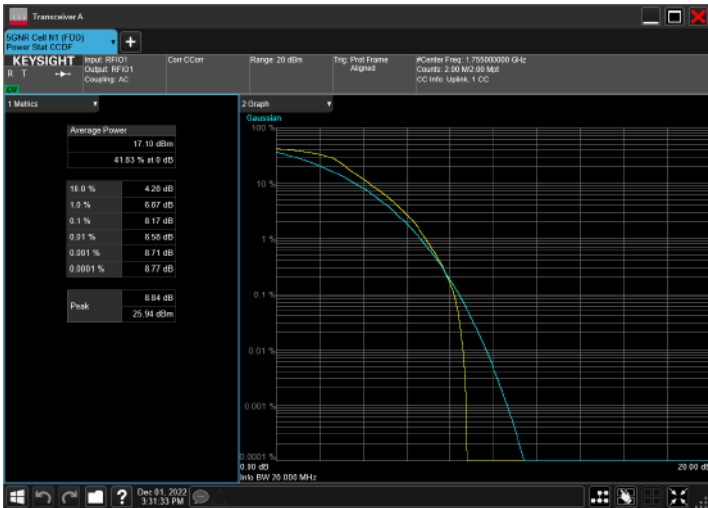 Transceiver A
5GNR Cell N1 (FDD)
Power Stat CCDF
KEYSIGHT
R T
Input: RFIO1
Output: RFIO1
Coupling: AC
Corr CCorr
Range: 20 dBm
Trig: Prot Frame
Aligned
#Center Freq: 1.755000000 GHz
Counts: 2.00 M/2.00 Mpt
CC Info: Uplink, 1 CC
1 Metrics
Average Power
17.10 dBm
41.83 % at 0 dB
10.0 % 4.28 dB
1.0 % 6.87 dB
0.1 % 8.17 dB
0.01 % 8.58 dB
0.001 % 8.71 dB
0.0001 % 8.77 dB
Peak 8.84 dB
25.94 dBm
2 Graph
Gaussian
100 %
10 %
1 %
0.1 %
0.01 %
0.001 %
0.0001 %
0.00 dB 20.00 dB
Info BW 20.000 MHz
? Dec 01, 2022
3:31:33 PM